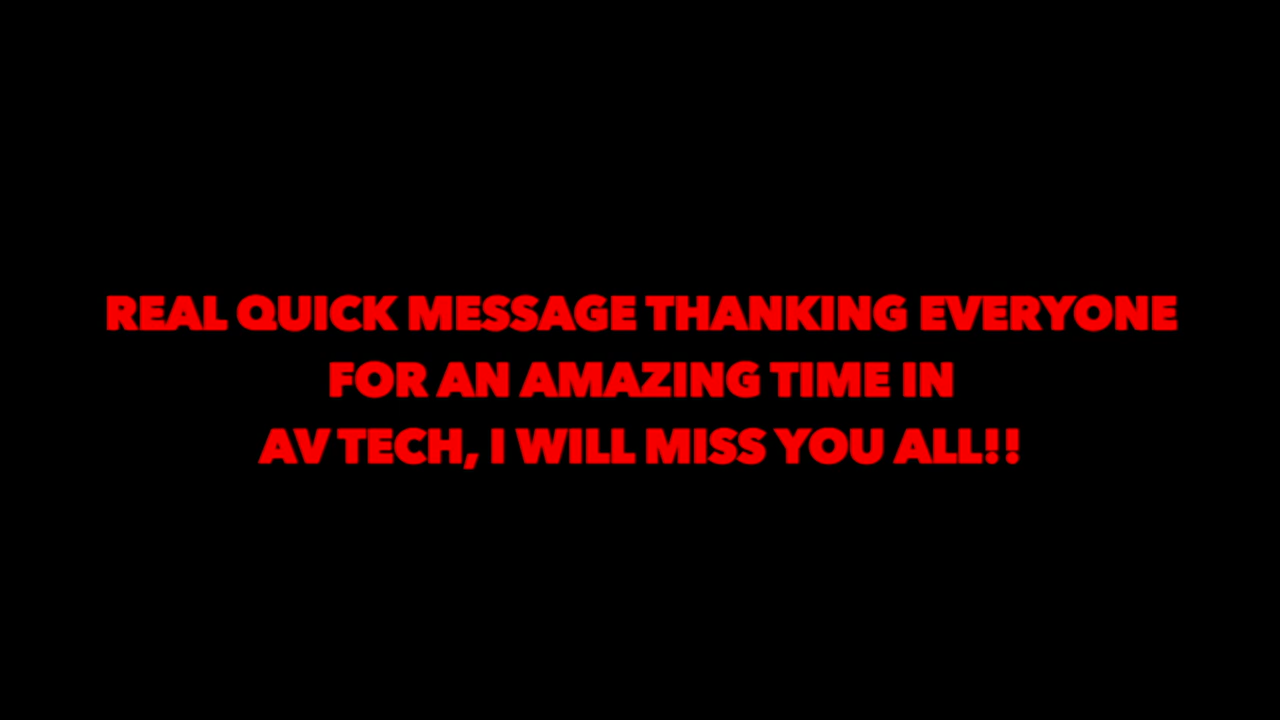 REAL QUICK MESSAGE THANKING EVERYONE
FOR AN AMAZING TIME IN
AV TECH, I WILL MISS YOU ALL!!